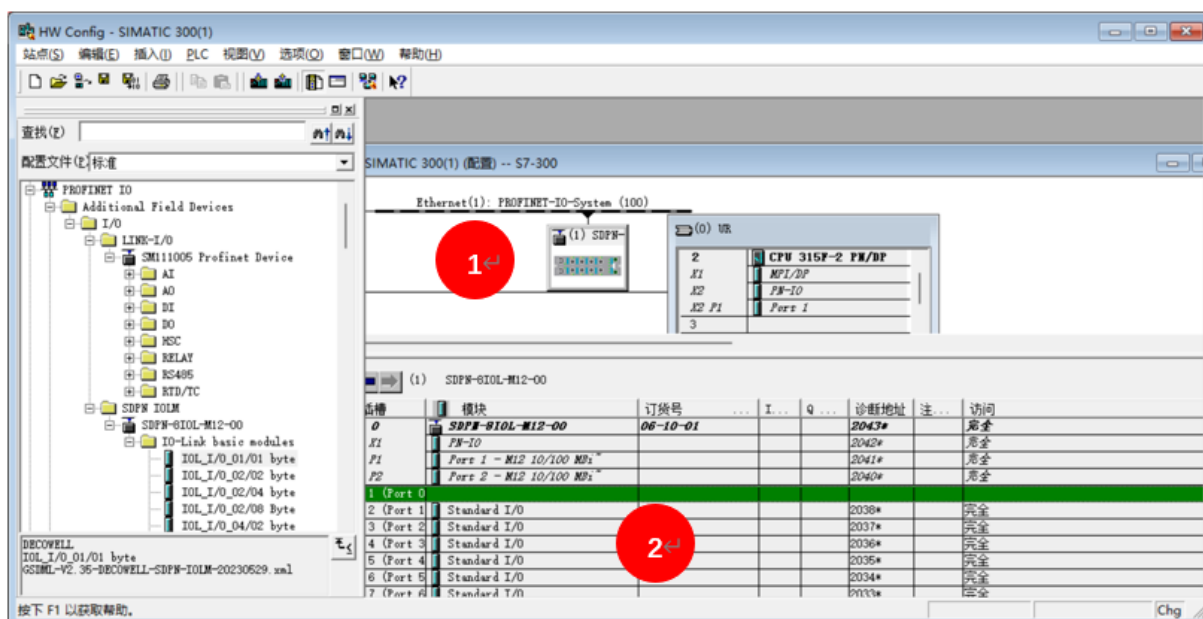 HW Config - SIMATIC 300(1)
站点(S) 编辑(E) 插入(I) PLC 视图(V) 选项(O) 窗口(W) 帮助(H)
查找(F)
配置文件(P) 标准
PROFINET IO
Additional Field Devices
I/O
LINK-I/O
SM111005 Profinet Device
AI
AO
DI
DO
HSC
RELAY
RS485
RTD/TC
SDPN IOLM
SDPN-8IOL-M12-00
IO-Link basic modules
IOL_I/O_01/01 byte
IOL_I/O_02/02 byte
IOL_I/O_02/04 byte
IOL_I/O_02/08 Byte
IOL_I/O_04/02 Byte
DECOWELL
IOL_I/O_01/01 byte
GSDML-V2.35-DECOWELL-SDPN-IOLM-20230529.xml
SIMATIC 300(1) (配置) -- S7-300
Ethernet(1): PROFINET-IO-System (100)
(1) SDPN-
1
(0) UR
2 CPU 315F-2 PN/DP
X1 MPI/DP
X2 PN-IO
X2 P1 Port 1
3
(1) SDPN-8IOL-M12-00
插槽 模块 订货号 ... I... Q ... 诊断地址 注... 访问
0 SDPN-8IOL-M12-00 06-10-01 2043* 完全
X1 PN-IO 2042* 完全
P1 Port 1 - M12 10/100 MBi~ 2041* 完全
P2 Port 2 - M12 10/100 MBi~ 2040* 完全
1 (Port 0
2 (Port 1 Standard I/O 2038* 完全
3 (Port 2 Standard I/O 2037* 完全
4 (Port 3 Standard I/O 2036* 完全
5 (Port 4 Standard I/O 2035* 完全
6 (Port 5 Standard I/O 2034* 完全
7 (Port 6 Standard I/O 2033* 完全
2
按下 F1 以获取帮助。
Chg